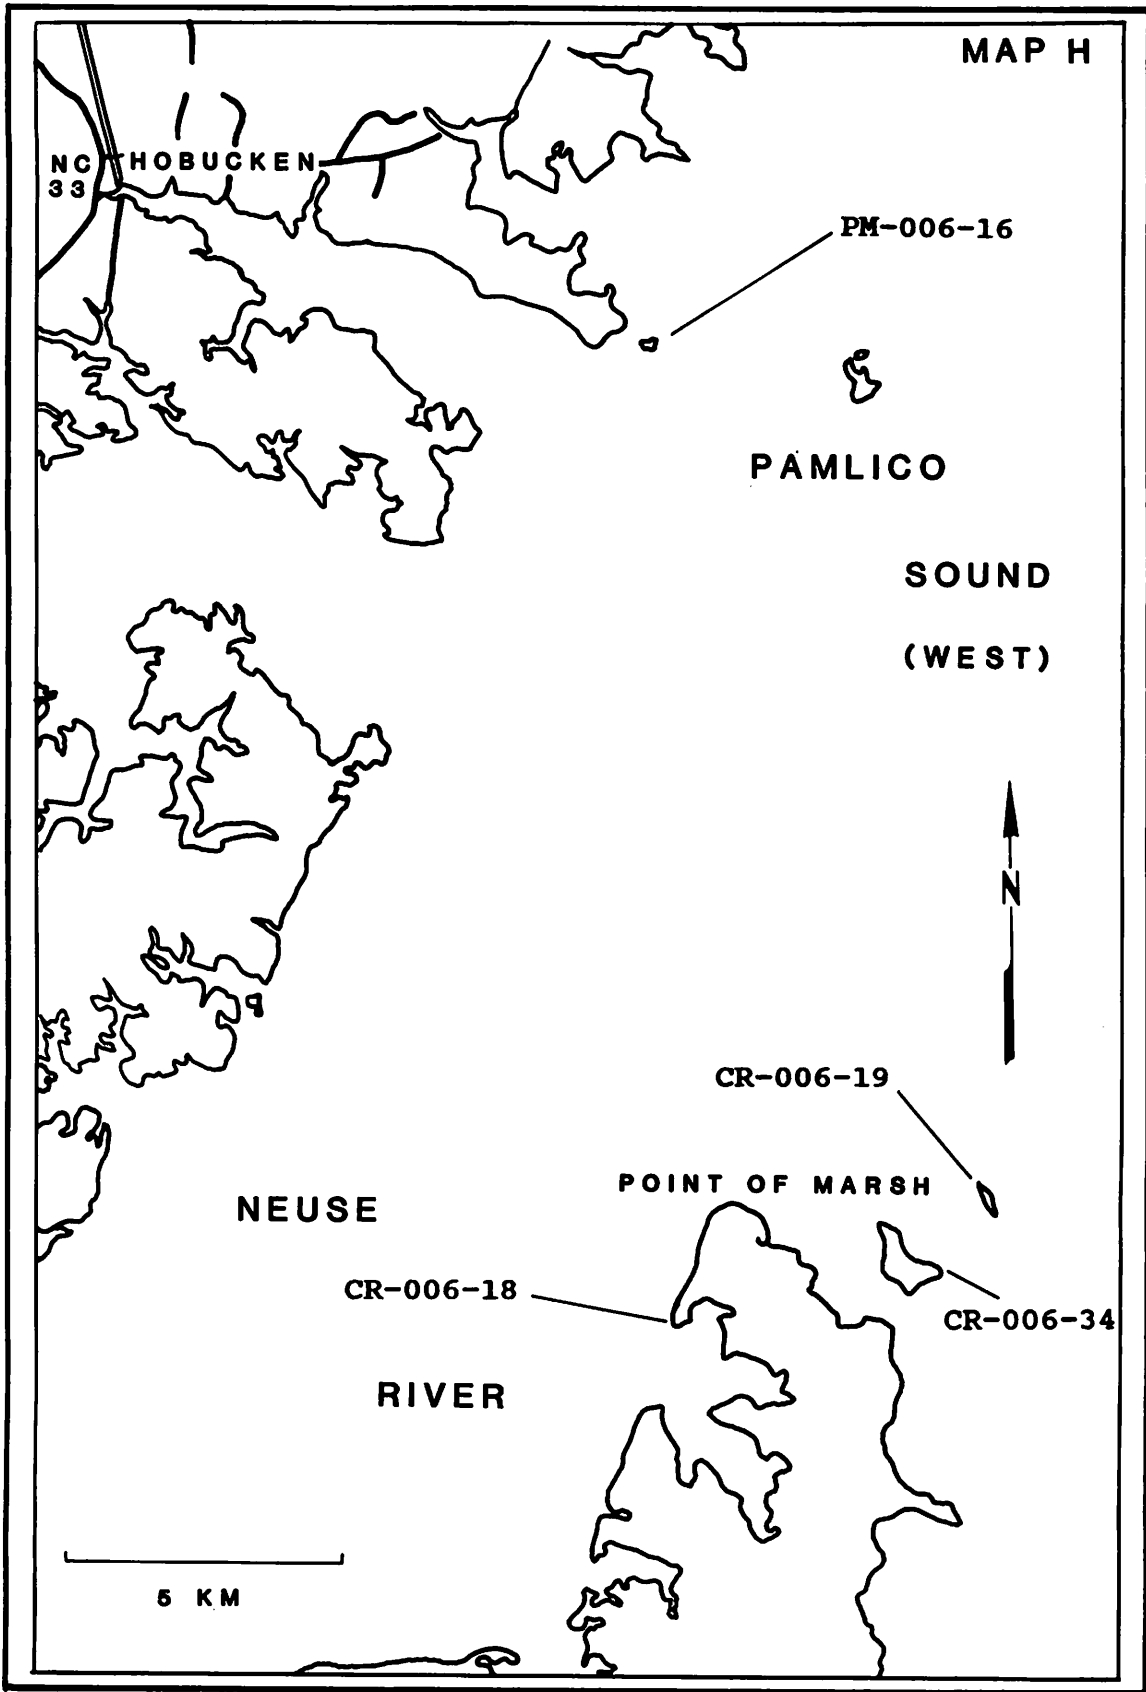 MAP H
NC HOBUCKEN
33
PM-006-16
PAMLICO
SOUND
(WEST)
N
CR-006-19
POINT OF MARSH
NEUSE
CR-006-18
CR-006-34
RIVER
5 KM